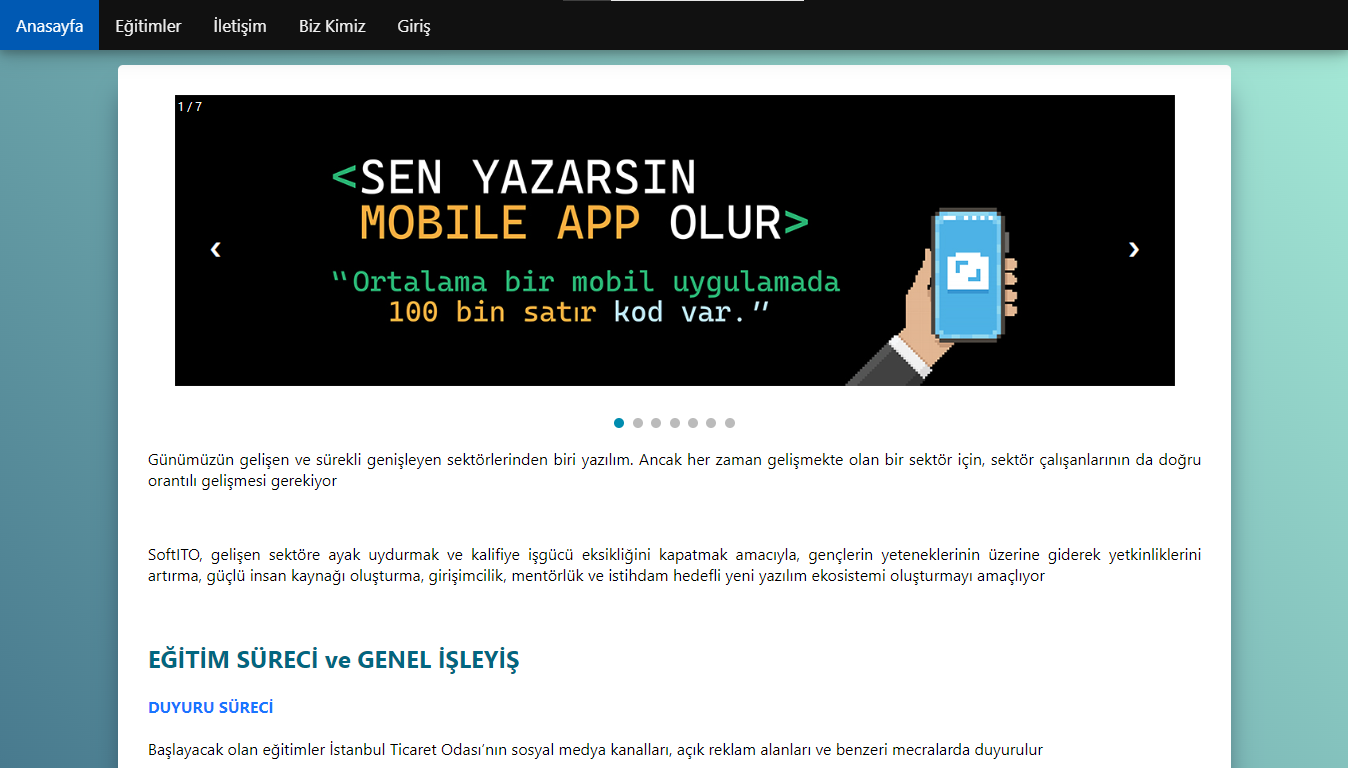 Anasayfa Eğitimler İletişim Biz Kimiz Giriş
1 / 7
<SEN YAZARSIN
MOBILE APP OLUR>
"Ortalama bir mobil uygulamada
100 bin satır kod var."
❮ ❯
Günümüzün gelişen ve sürekli genişleyen sektörlerinden biri yazılım. Ancak her zaman gelişmekte olan bir sektör için, sektör çalışanlarının da doğru
orantılı gelişmesi gerekiyor
SoftITO, gelişen sektöre ayak uydurmak ve kalifiye işgücü eksikliğini kapatmak amacıyla, gençlerin yeteneklerinin üzerine giderek yetkinliklerini
artırma, güçlü insan kaynağı oluşturma, girişimcilik, mentörlük ve istihdam hedefli yeni yazılım ekosistemi oluşturmayı amaçlıyor
EĞİTİM SÜRECİ ve GENEL İŞLEYİŞ
DUYURU SÜRECİ
Başlayacak olan eğitimler İstanbul Ticaret Odası’nın sosyal medya kanalları, açık reklam alanları ve benzeri mecralarda duyurulur